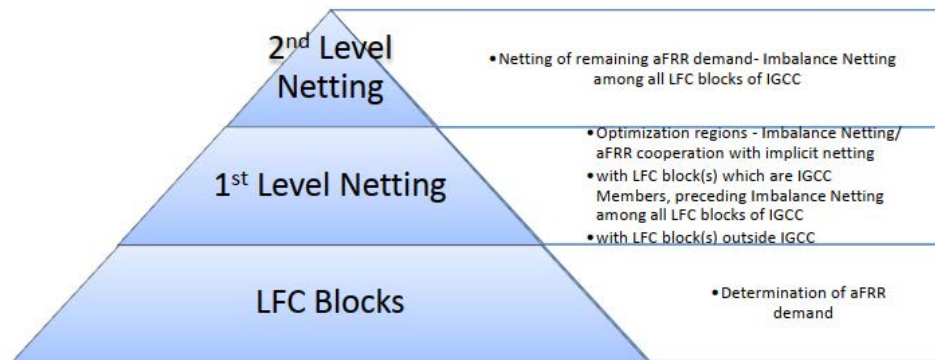 2nd Level
Netting
•Netting of remaining aFRR demand- Imbalance Netting
among all LFC blocks of IGCC
1st Level Netting
•Optimization regions - Imbalance Netting/
aFRR cooperation with implicit netting
•with LFC block(s) which are IGCC
Members, preceding Imbalance Netting
among all LFC blocks of IGCC
•with LFC block(s) outside IGCC
LFC Blocks
•Determination of aFRR
demand